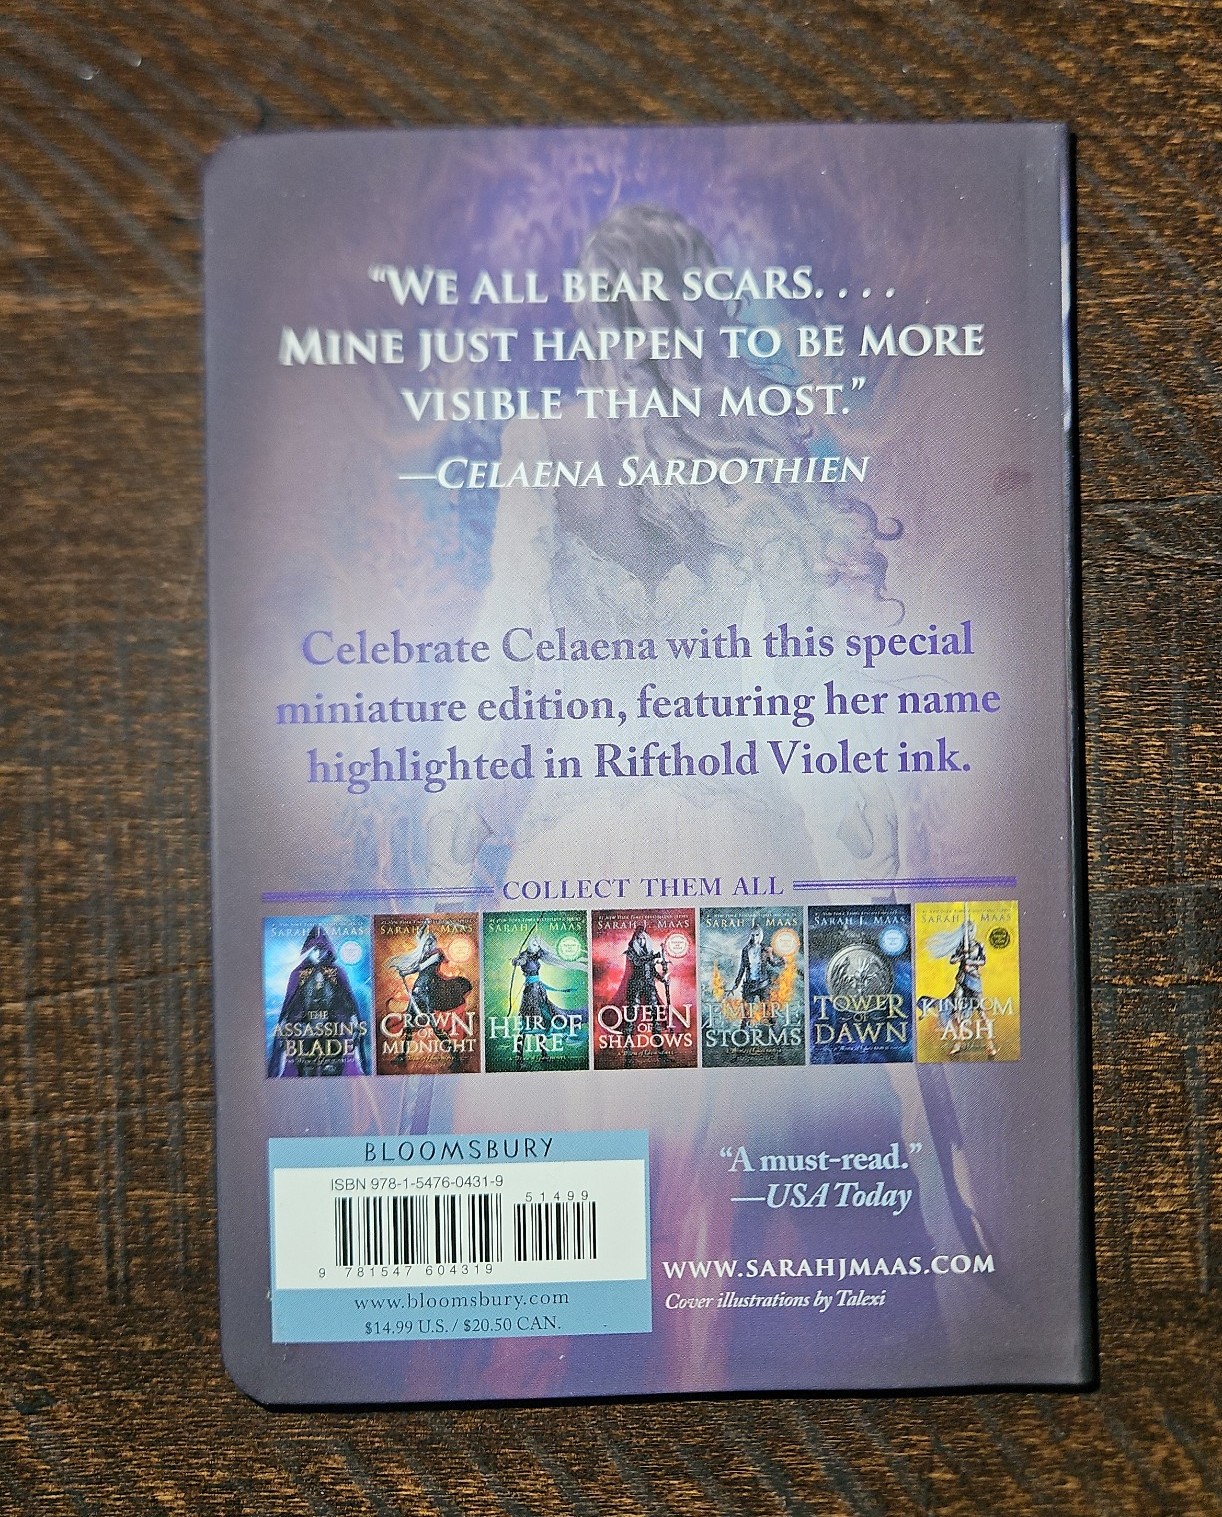 “WE ALL BEAR SCARS. . . .
MINE JUST HAPPEN TO BE MORE
VISIBLE THAN MOST.”
—CELAENA SARDOTHIEN
Celebrate Celaena with this special
miniature edition, featuring her name
highlighted in Rifthold Violet ink.
COLLECT THEM ALL
SARAH J. MAAS
THE
ASSASSIN'S
BLADE
SARAH J. MAAS
CROWN
OF
MIDNIGHT
SARAH J. MAAS
HEIR OF
FIRE
SARAH J. MAAS
QUEEN
OF
SHADOWS
SARAH J. MAAS
EMPIRE
OF
STORMS
SARAH J. MAAS
TOWER
OF
DAWN
SARAH J. MAAS
KINGDOM
OF
ASH
BLOOMSBURY
ISBN 978-1-5476-0431-9
51499
9 781547 604319
www.bloomsbury.com
$14.99 U.S. / $20.50 CAN.
“A must-read.”
—USA Today
WWW.SARAHJMAAS.COM
Cover illustrations by Talexi